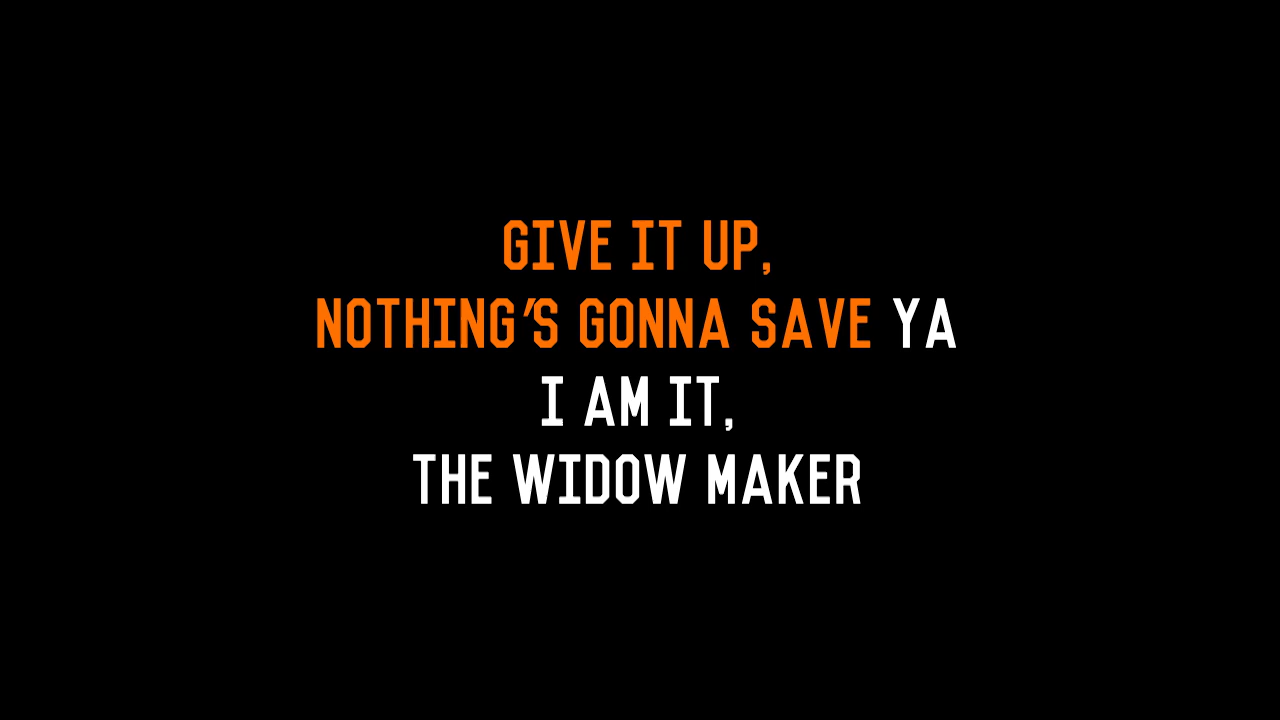 GIVE IT UP,
NOTHING'S GONNA SAVE YA
I AM IT,
THE WIDOW MAKER